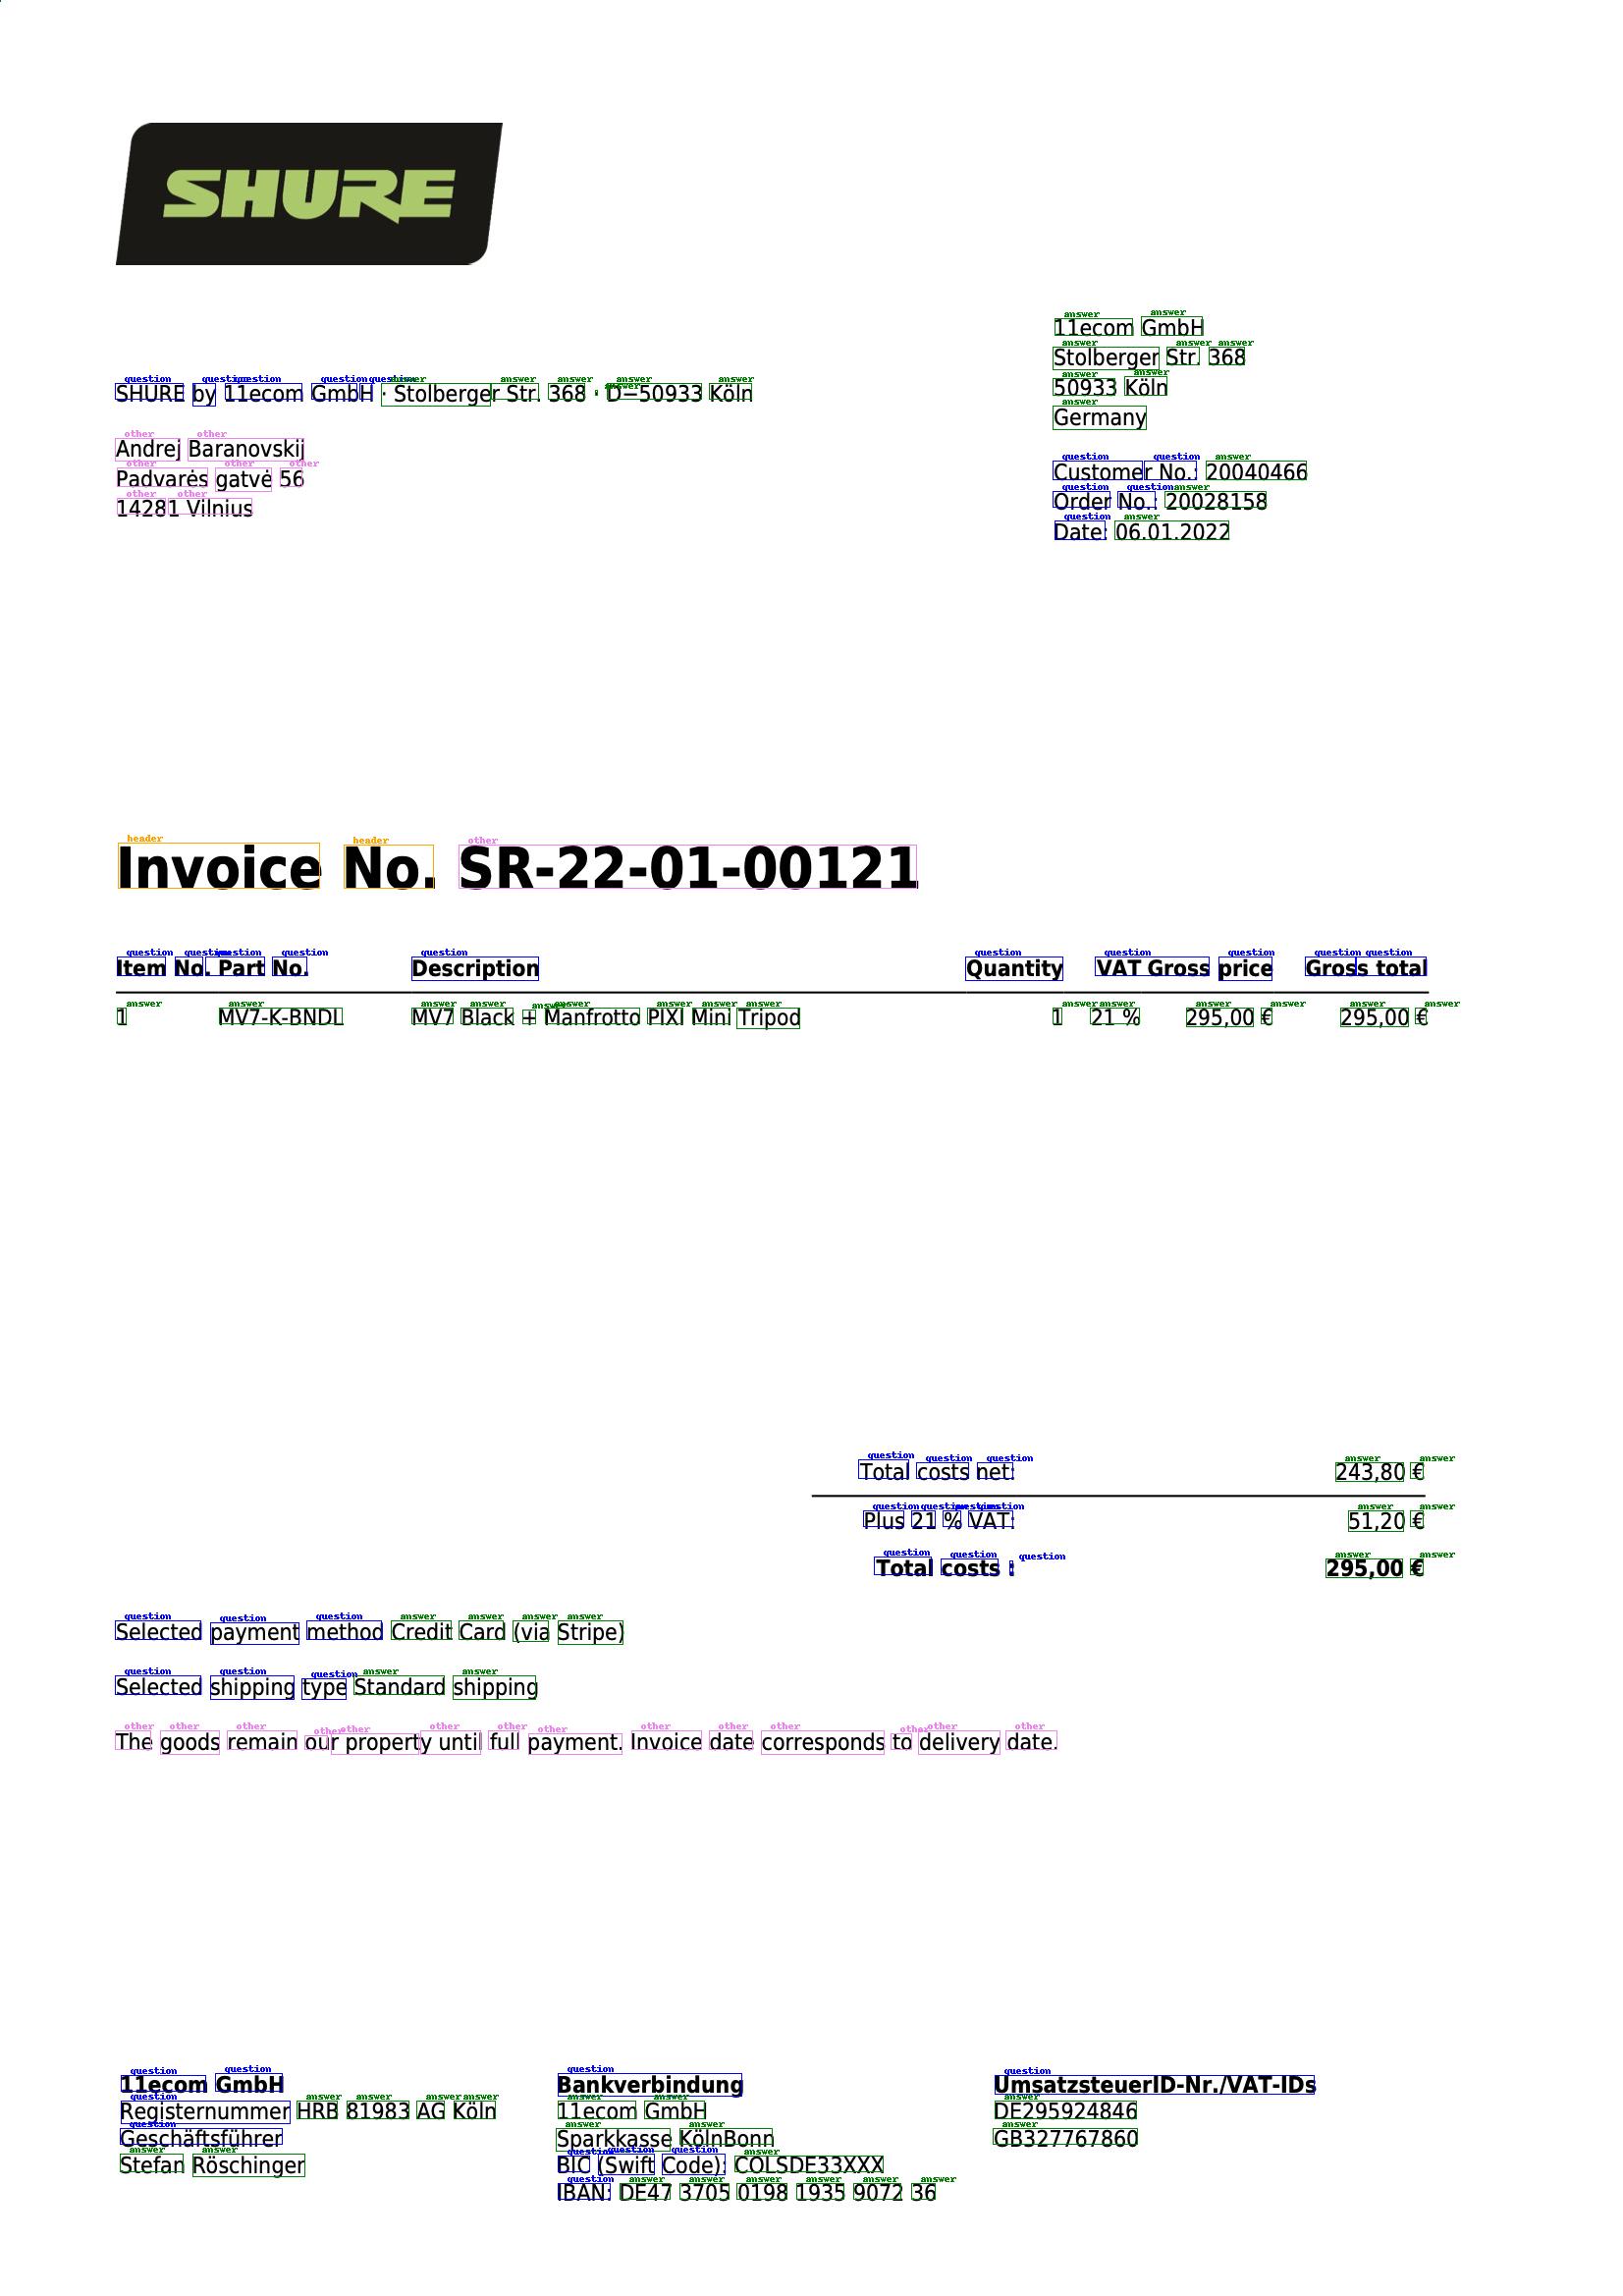 SHURE
11ecom GmbH
Stolberger Str. 368
50933 Köln
Germany
SHURE by 11ecom GmbH · Stolberger Str. 368 · D−50933 Köln
Andrej Baranovskij
Padvarės gatvė 56
14281 Vilnius
Customer No.: 20040466
Order No.: 20028158
Date: 06.01.2022
Invoice No. SR-22-01-00121
Item No. Part No. Description Quantity VAT Gross price Gross total
1 MV7-K-BNDL MV7 Black + Manfrotto PIXI Mini Tripod 1 21 % 295,00 € 295,00 €
Total costs net: 243,80 €
Plus 21 % VAT: 51,20 €
Total costs : 295,00 €
Selected payment method Credit Card (via Stripe)
Selected shipping type Standard shipping
The goods remain our property until full payment. Invoice date corresponds to delivery date.
11ecom GmbH
Registernummer HRB 81983 AG Köln
Geschäftsführer
Stefan Röschinger
Bankverbindung
11ecom GmbH
Sparkkasse KölnBonn
BIC (Swift Code): COLSDE33XXX
IBAN: DE47 3705 0198 1935 9072 36
UmsatzsteuerID-Nr./VAT-IDs
DE295924846
GB327767860